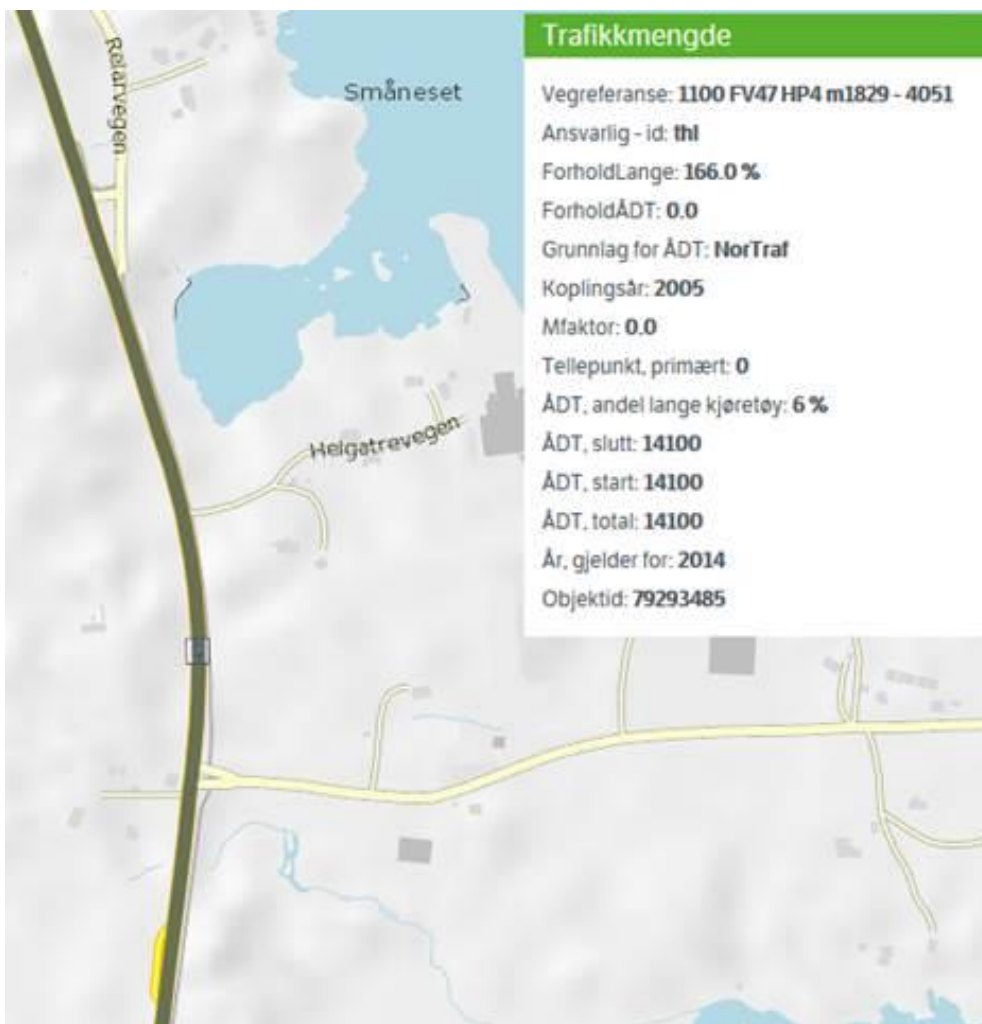 Trafikkmengde
Relarvegen
Småneset
Vegreferanse: 1100 FV47 HP4 m1829 - 4051
Ansvarlig - id: thl
ForholdLange: 166.0 %
ForholdÅDT: 0.0
Grunnlag for ÅDT: NorTraf
Koplingsår: 2005
Mfaktor: 0.0
Tellepunkt, primært: 0
ÅDT, andel lange kjøretøy: 6 %
Helgatrevegen
ÅDT, slutt: 14100
ÅDT, start: 14100
ÅDT, total: 14100
År, gjelder for: 2014
Objektid: 79293485